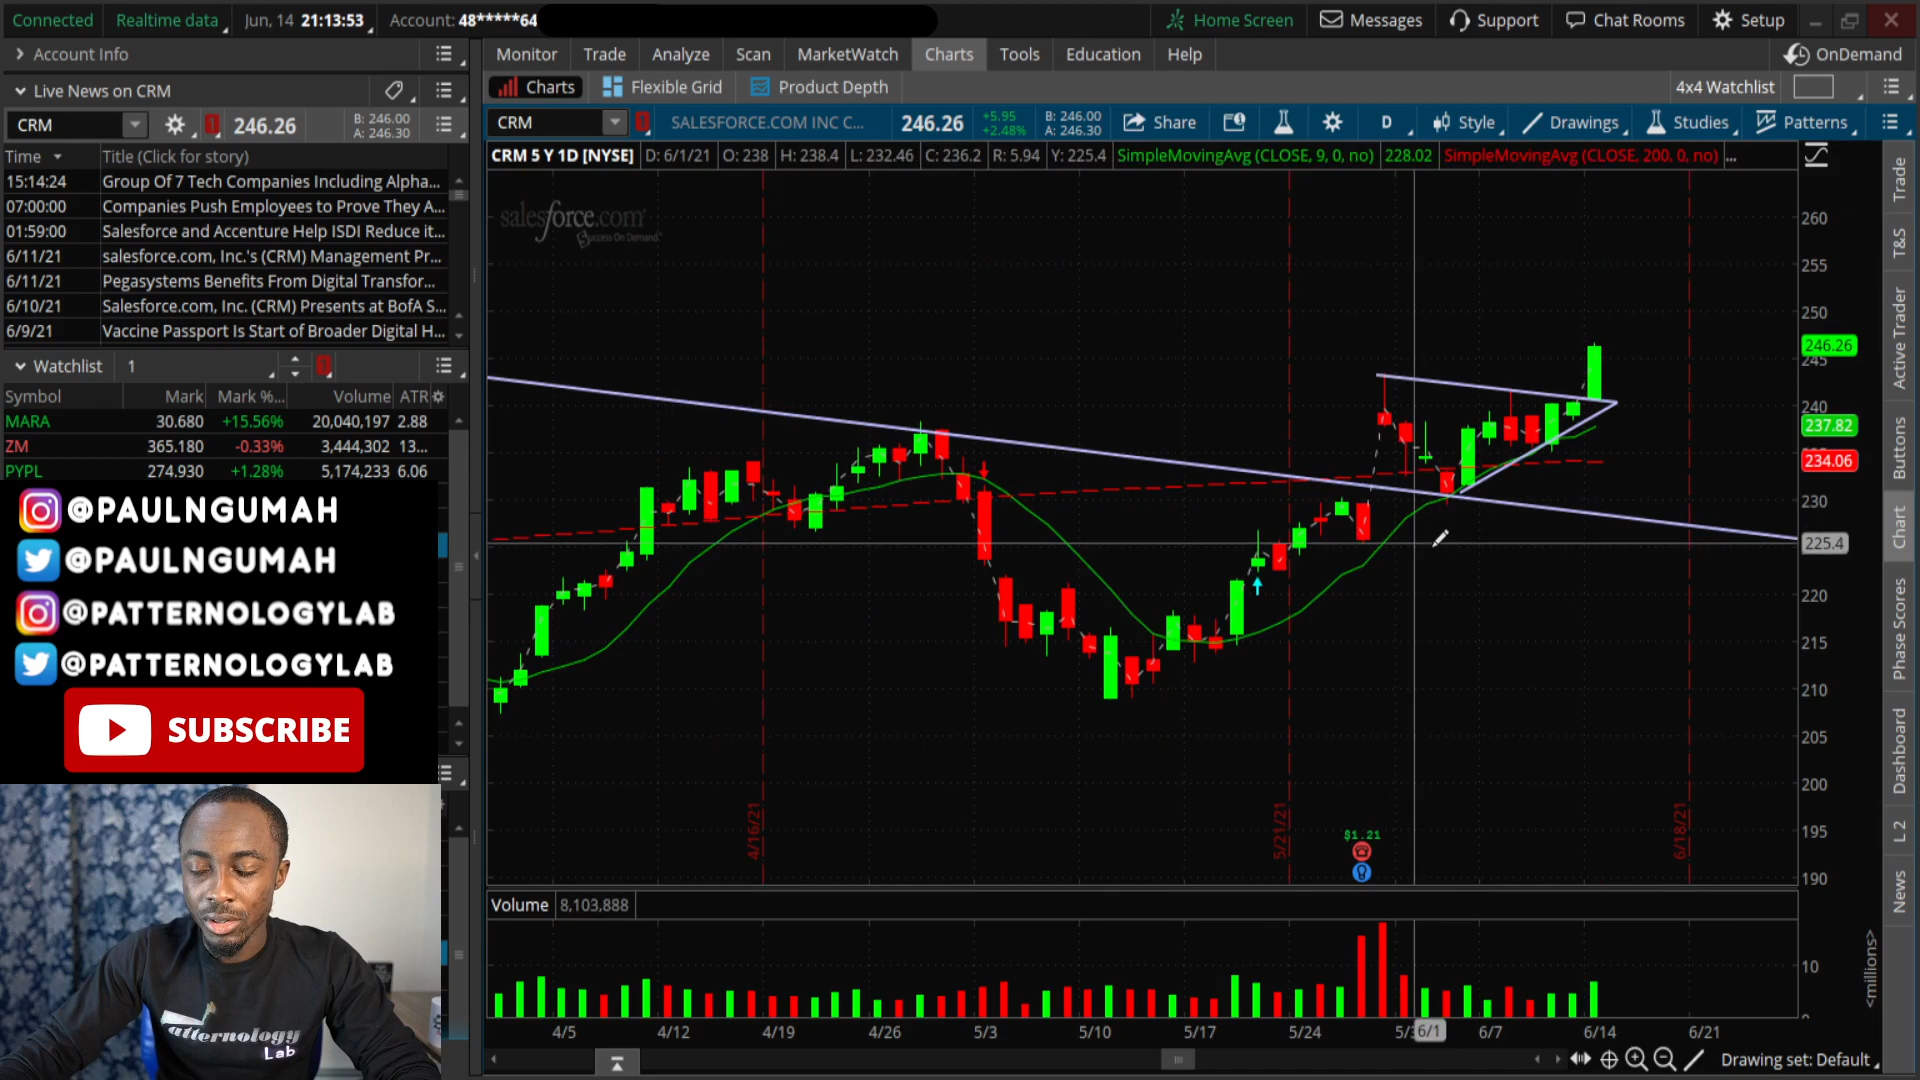 Connected Realtime data Jun, 14 21:13:53 Account: 48*****64 Home Screen Messages Support Chat Rooms Setup
Account Info Monitor Trade Analyze Scan MarketWatch Charts Tools Education Help OnDemand
Live News on CRM Charts Flexible Grid Product Depth 4x4 Watchlist
CRM 1 246.26 B: 246.00 A: 246.30
CRM 1 SALESFORCE.COM INC C... 246.26 +5.95 +2.48% B: 246.00 A: 246.30 Share D Style Drawings Studies Patterns
CRM 5 Y 1D [NYSE] D: 6/1/21 O: 238 H: 238.4 L: 232.46 C: 236.2 R: 5.94 Y: 225.4 SimpleMovingAvg (CLOSE, 9, 0, no) 228.02 SimpleMovingAvg (CLOSE, 200, 0, no) ...
Time Title (Click for story)
15:14:24 Group Of 7 Tech Companies Including Alpha...
07:00:00 Companies Push Employees to Prove They A...
01:59:00 Salesforce and Accenture Help ISDI Reduce it...
6/11/21 salesforce.com, Inc.'s (CRM) Management Pr...
6/11/21 Pegasystems Benefits From Digital Transfor...
6/10/21 Salesforce.com, Inc. (CRM) Presents at BofA S...
6/9/21 Vaccine Passport Is Start of Broader Digital H...
Watchlist 1
Symbol Mark Mark %... Volume ATR
MARA 30.680 +15.56% 20,040,197 2.88
ZM 365.180 -0.33% 3,444,302 13...
PYPL 274.930 +1.28% 5,174,233 6.06
@PAULNGUMAH
@PAULNGUMAH
@PATTERNOLOGYLAB
@PATTERNOLOGYLAB
SUBSCRIBE
Patternology
Lab
salesforce.com
Success On Demand.
260
255
250
246.26
245
240
237.82
234.06
230
225.4
220
215
210
205
200
195
190
4/16/21
5/21/21
6/18/21
$1.21
Volume 8,103,888
10
0
<millions>
4/5 4/12 4/19 4/26 5/3 5/10 5/17 5/24 5/3 6/1 6/7 6/14 6/21
Drawing set: Default
Trade
T&S
Active Trader
Buttons
Chart
Phase Scores
Dashboard
L 2
News